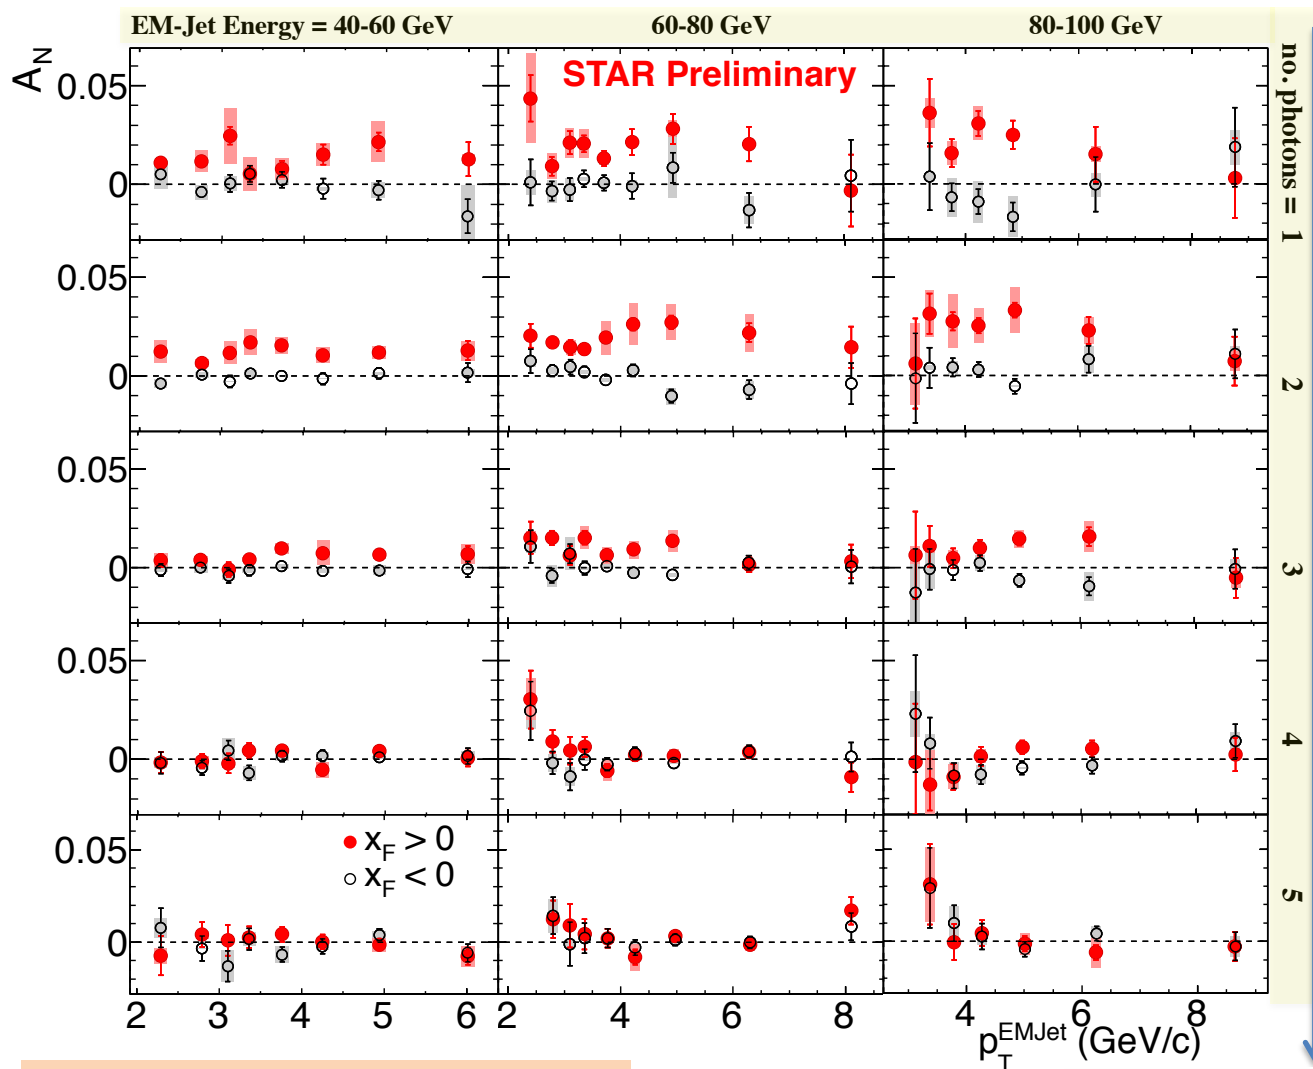 EM-Jet Energy = 40-60 GeV 60-80 GeV 80-100 GeV
A_N
STAR Preliminary
no. photons = 1
0.05
0
2
0.05
0
3
0.05
0
4
0.05
0
5
0.05
0
x_F > 0
x_F < 0
2 3 4 5 6 2 4 6 8 4 6 8
p_T^EMJet (GeV/c)